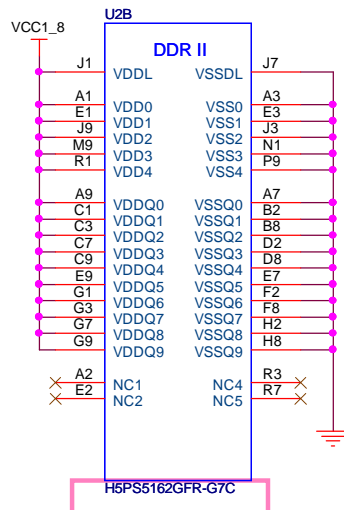 U2B
VCC1_8
DDR II
J1 VDDL VSSDL J7
A1 VDD0 VSS0 A3
E1 VDD1 VSS1 E3
J9 VDD2 VSS2 J3
M9 VDD3 VSS3 N1
R1 VDD4 VSS4 P9
A9 VDDQ0 VSSQ0 A7
C1 VDDQ1 VSSQ1 B2
C3 VDDQ2 VSSQ2 B8
C7 VDDQ3 VSSQ3 D2
C9 VDDQ4 VSSQ4 D8
E9 VDDQ5 VSSQ5 E7
G1 VDDQ6 VSSQ6 F2
G3 VDDQ7 VSSQ7 F8
G7 VDDQ8 VSSQ8 H2
G9 VDDQ9 VSSQ9 H8
A2 NC1 NC4 R3
E2 NC2 NC5 R7
H5PS5162GFR-G7C